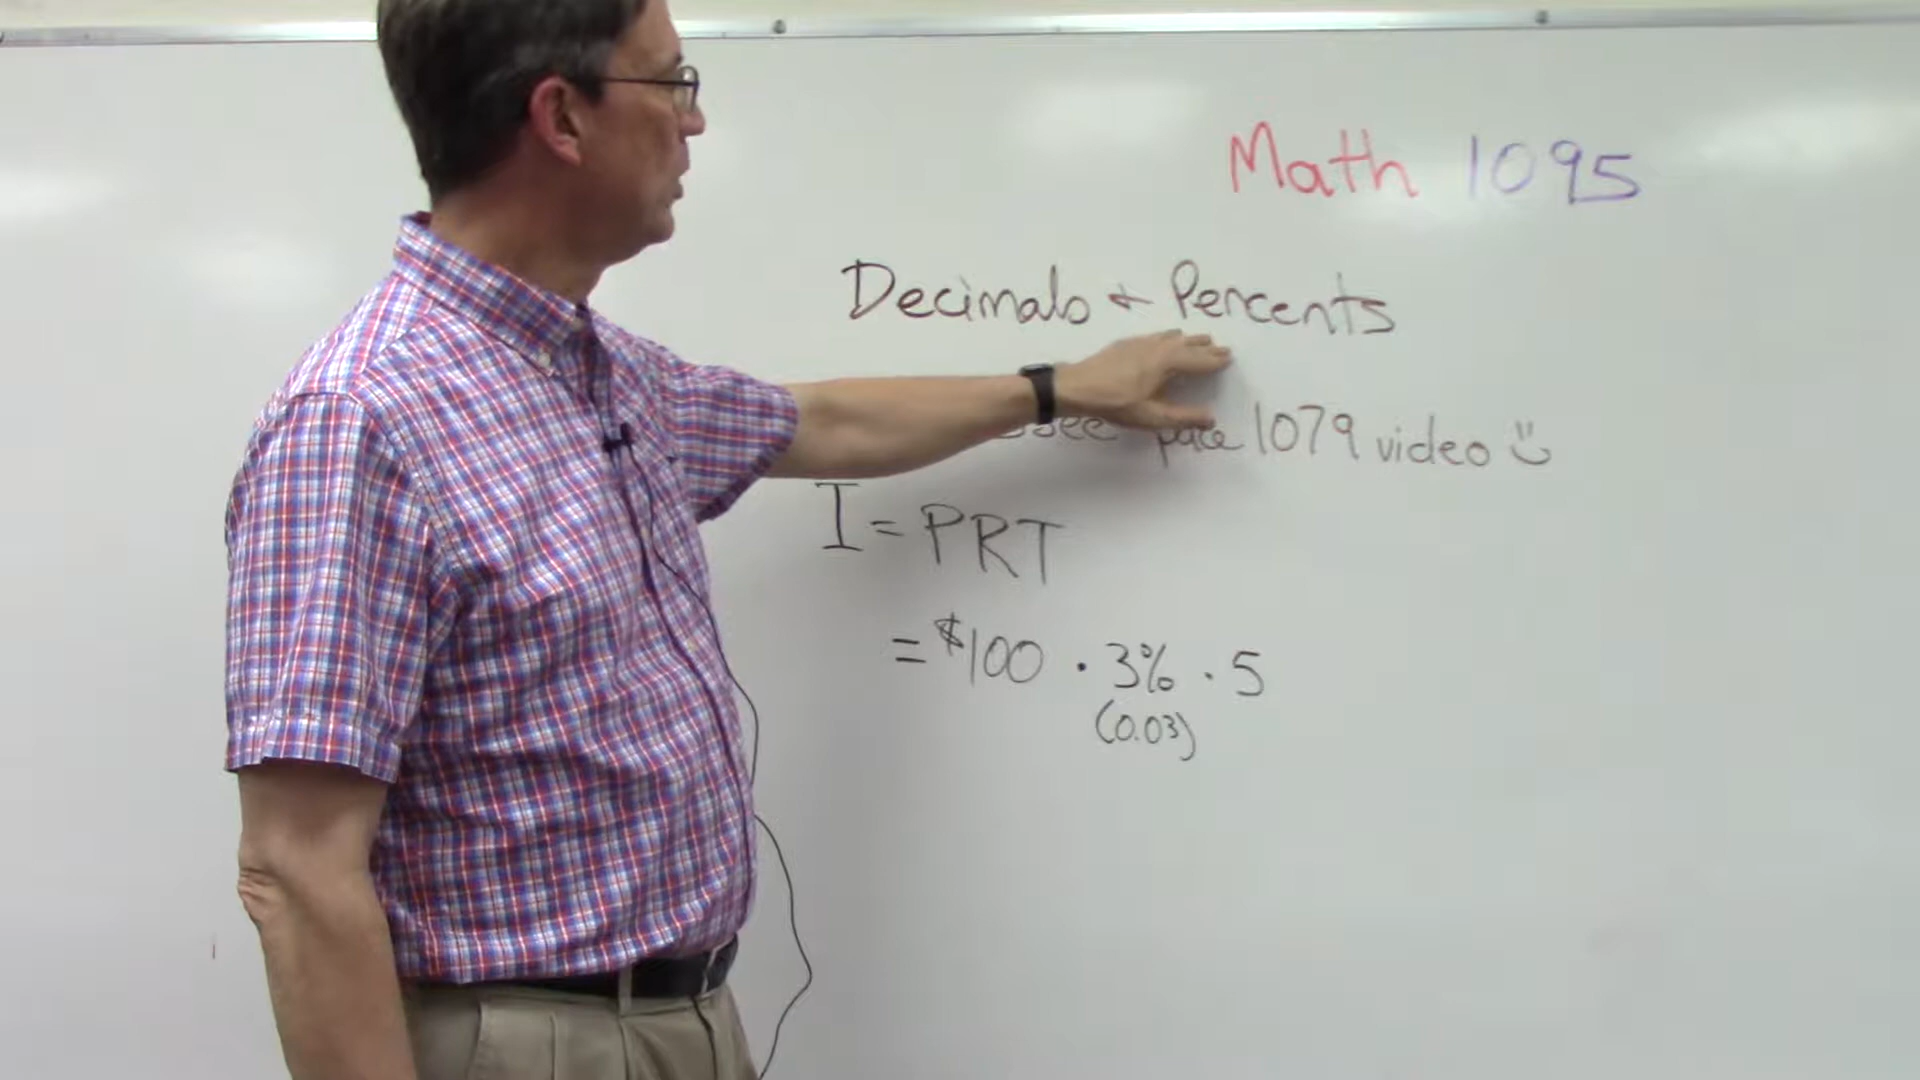 Math 1095
Decimals + Percents
see pace 1079 video
I = PRT
= $100 · 3% · 5
(0.03)